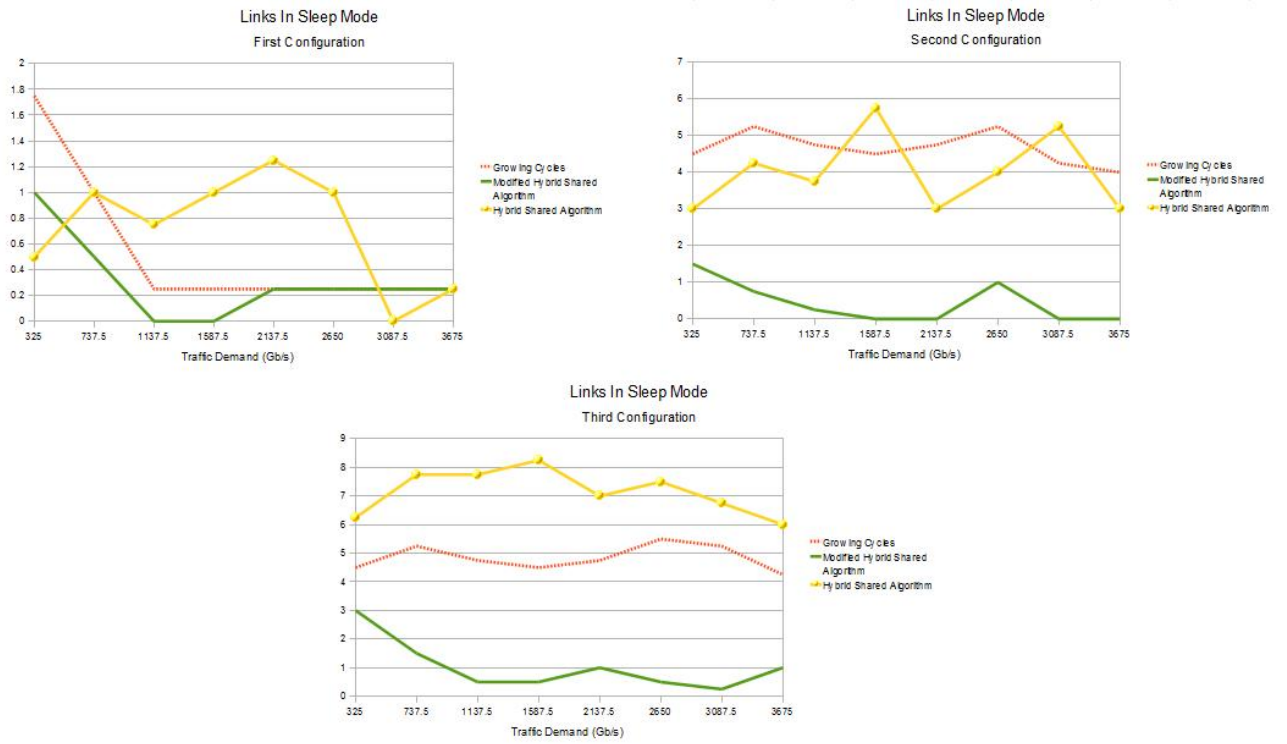 Links In Sleep Mode
First Configuration
2
1.8
1.6
1.4
1.2
1
0.8
0.6
0.4
0.2
0
325 737.5 1137.5 1587.5 2137.5 2650 3087.5 3675
Traffic Demand (Gb/s)
Growing Cycles
Modified Hybrid Shared
Algorithm
Hybrid Shared Algorithm
Links In Sleep Mode
Second Configuration
7
6
5
4
3
2
1
0
325 737.5 1137.5 1587.5 2137.5 2650 3087.5 3675
Traffic Demand (Gb/s)
Growing Cycles
Modified Hybrid Shared
Algorithm
Hybrid Shared Algorithm
Links In Sleep Mode
Third Configuration
9
8
7
6
5
4
3
2
1
0
325 737.5 1137.5 1587.5 2137.5 2650 3087.5 3675
Traffic Demand (Gb/s)
Growing Cycles
Modified Hybrid Shared
Algorithm
Hybrid Shared Algorithm